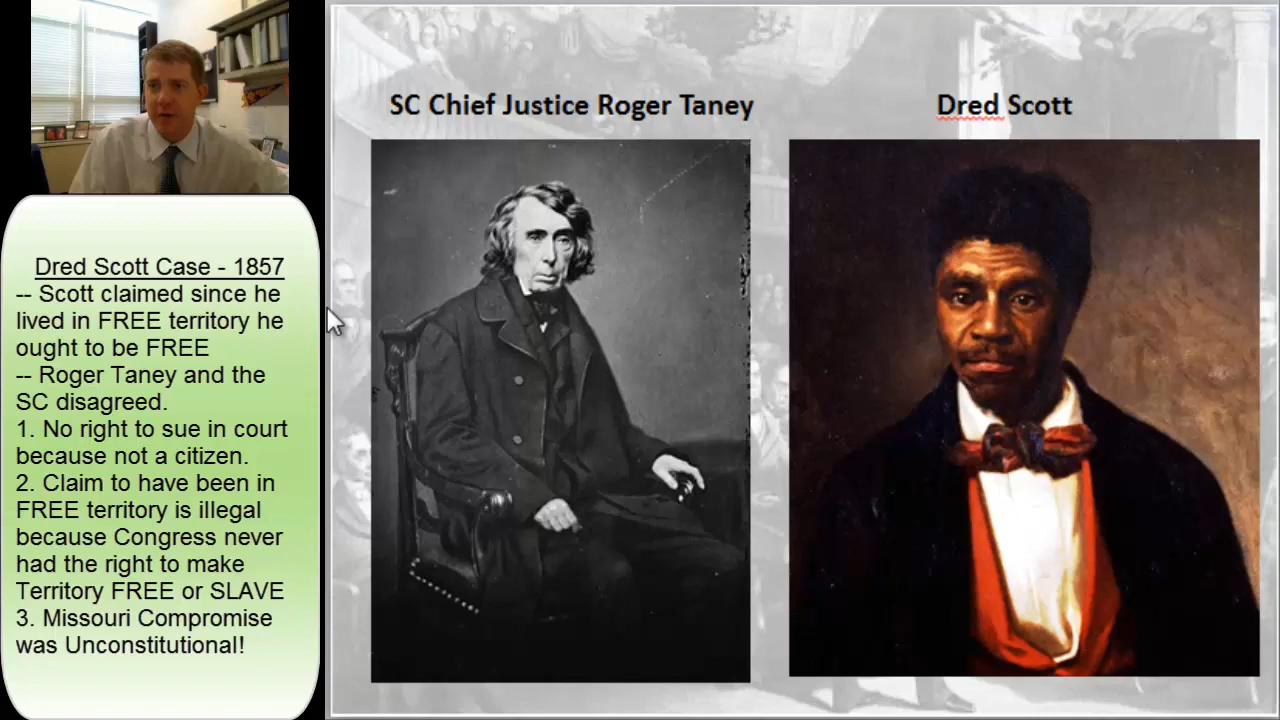 SC Chief Justice Roger Taney
Dred Scott
Dred Scott Case - 1857
-- Scott claimed since he
lived in FREE territory he
ought to be FREE
-- Roger Taney and the
SC disagreed.
1. No right to sue in court
because not a citizen.
2. Claim to have been in
FREE territory is illegal
because Congress never
had the right to make
Territory FREE or SLAVE
3. Missouri Compromise
was Unconstitutional!